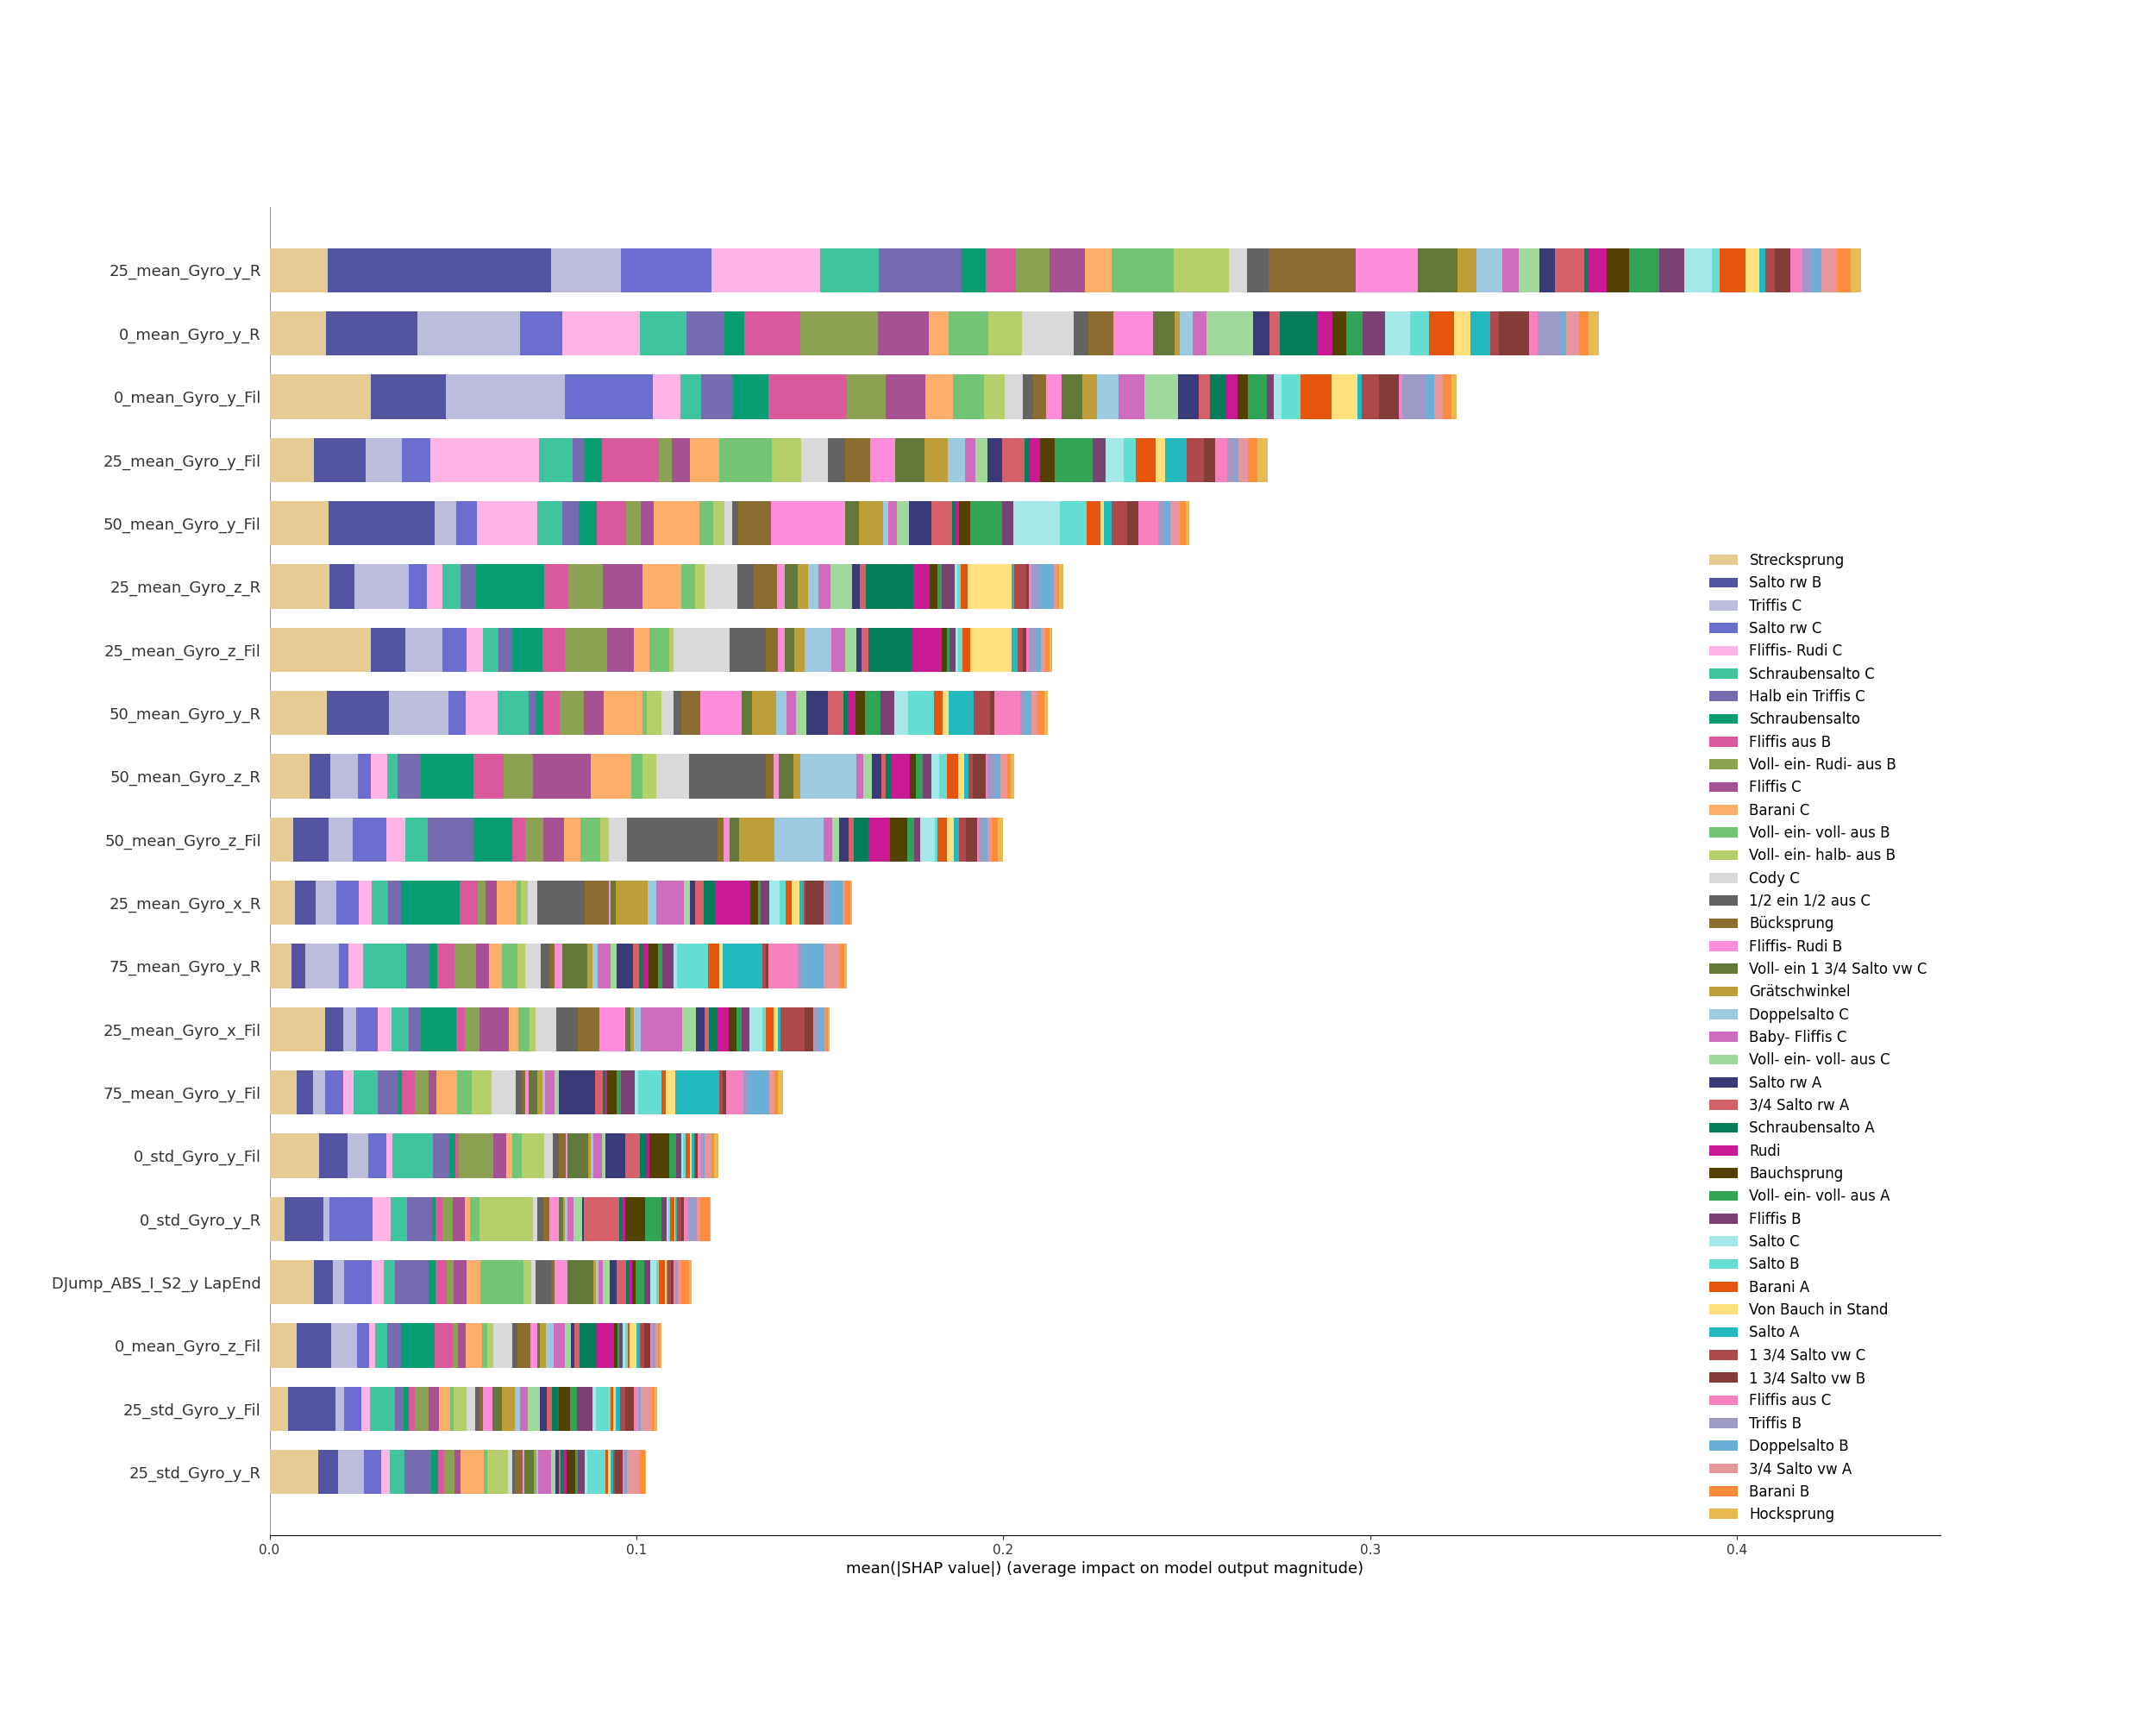 25_mean_Gyro_y_R
0_mean_Gyro_y_R
0_mean_Gyro_y_Fil
25_mean_Gyro_y_Fil
50_mean_Gyro_y_Fil
25_mean_Gyro_z_R
25_mean_Gyro_z_Fil
50_mean_Gyro_y_R
50_mean_Gyro_z_R
50_mean_Gyro_z_Fil
25_mean_Gyro_x_R
75_mean_Gyro_y_R
25_mean_Gyro_x_Fil
75_mean_Gyro_y_Fil
0_std_Gyro_y_Fil
0_std_Gyro_y_R
DJump_ABS_I_S2_y LapEnd
0_mean_Gyro_z_Fil
25_std_Gyro_y_Fil
25_std_Gyro_y_R
Strecksprung
Salto rw B
Triffis C
Salto rw C
Fliffis- Rudi C
Schraubensalto C
Halb ein Triffis C
Schraubensalto
Fliffis aus B
Voll- ein- Rudi- aus B
Fliffis C
Barani C
Voll- ein- voll- aus B
Voll- ein- halb- aus B
Cody C
1/2 ein 1/2 aus C
Bücksprung
Fliffis- Rudi B
Voll- ein 1 3/4 Salto vw C
Grätschwinkel
Doppelsalto C
Baby- Fliffis C
Voll- ein- voll- aus C
Salto rw A
3/4 Salto rw A
Schraubensalto A
Rudi
Bauchsprung
Voll- ein- voll- aus A
Fliffis B
Salto C
Salto B
Barani A
Von Bauch in Stand
Salto A
1 3/4 Salto vw C
1 3/4 Salto vw B
Fliffis aus C
Triffis B
Doppelsalto B
3/4 Salto vw A
Barani B
Hocksprung
0.0 0.1 0.2 0.3 0.4
mean(|SHAP value|) (average impact on model output magnitude)